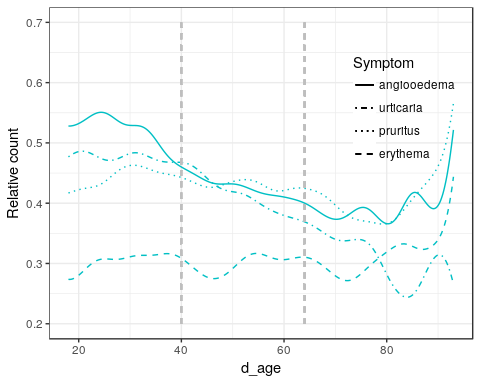 0.7
0.6
0.5
0.4
0.3
0.2
Relative count
Symptom
angiooedema
urticaria
pruritus
erythema
20
40
60
80
d_age